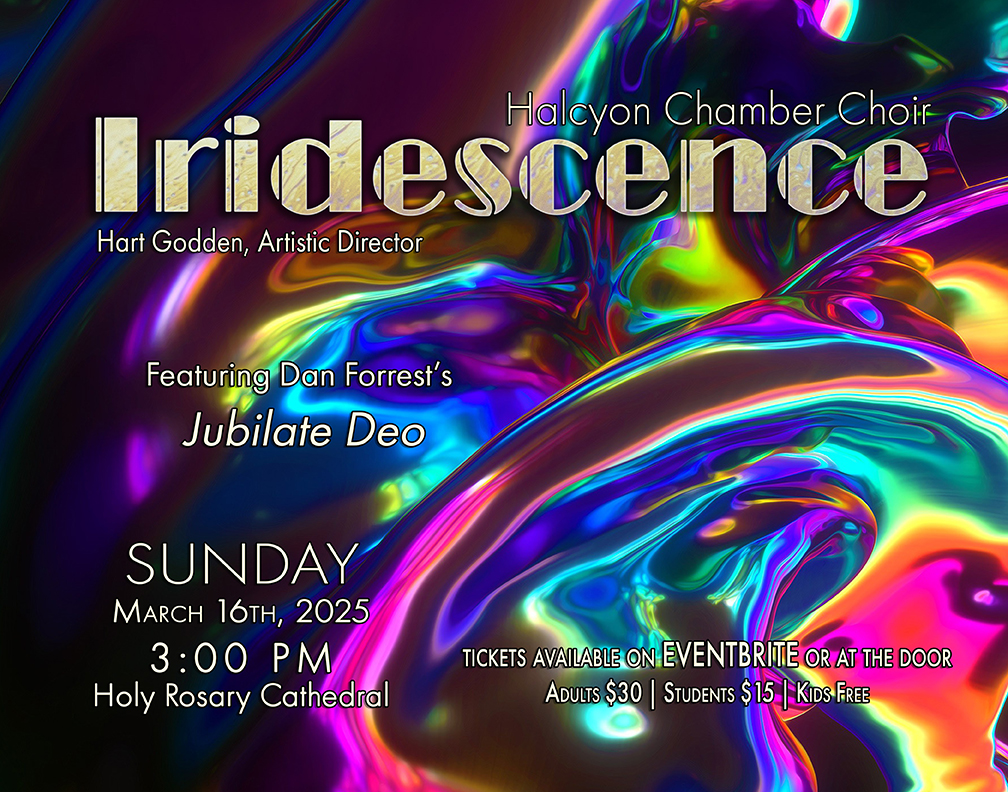 Halcyon Chamber Choir
Iridescence
Hart Godden, Artistic Director
Featuring Dan Forrest's
Jubilate Deo
SUNDAY
March 16th, 2025
3:00 PM
Holy Rosary Cathedral
TICKETS AVAILABLE ON EVENTBRITE OR AT THE DOOR
Adults $30 | Students $15 | Kids Free